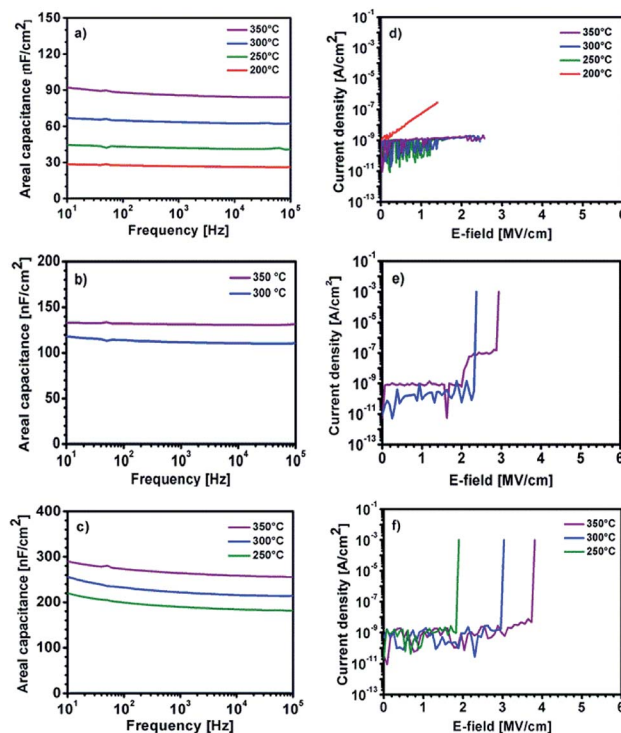 a)
350°C
300°C
250°C
200°C
150
120
90
60
30
0
10¹ 10² 10³ 10⁴ 10⁵
Frequency [Hz]
Areal capacitance [nF/cm²]
d)
350°C
300°C
250°C
200°C
10⁻¹
10⁻³
10⁻⁵
10⁻⁷
10⁻⁹
10⁻¹¹
10⁻¹³
0 1 2 3 4 5 6
E-field [MV/cm]
Current density [A/cm²]
b)
350 °C
300 °C
200
150
100
50
0
10¹ 10² 10³ 10⁴ 10⁵
Frequency [Hz]
Areal capacitance [nF/cm²]
e)
350°C
300°C
10⁻¹
10⁻³
10⁻⁵
10⁻⁷
10⁻⁹
10⁻¹¹
10⁻¹³
0 1 2 3 4 5 6
E-field [MV/cm]
Current density [A/cm²]
c)
350°C
300°C
250°C
400
300
200
100
0
10¹ 10² 10³ 10⁴ 10⁵
Frequency [Hz]
Areal capacitance [nF/cm²]
f)
350°C
300°C
250°C
10⁻¹
10⁻³
10⁻⁵
10⁻⁷
10⁻⁹
10⁻¹¹
10⁻¹³
0 1 2 3 4 5 6
E-field [MV/cm]
Current density [A/cm²]